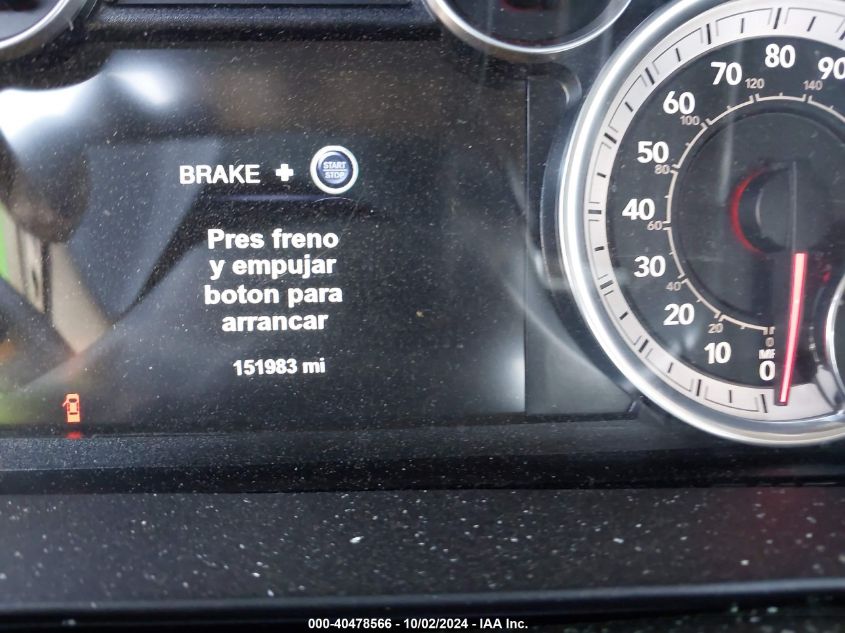 BRAKE + START STOP
Pres freno
y empujar
boton para
arrancar
151983 mi
90
80
70
60
50
40
30
20
10
0
140
120
100
80
60
40
20
0
000-40478566 - 10/02/2024 - IAA Inc.